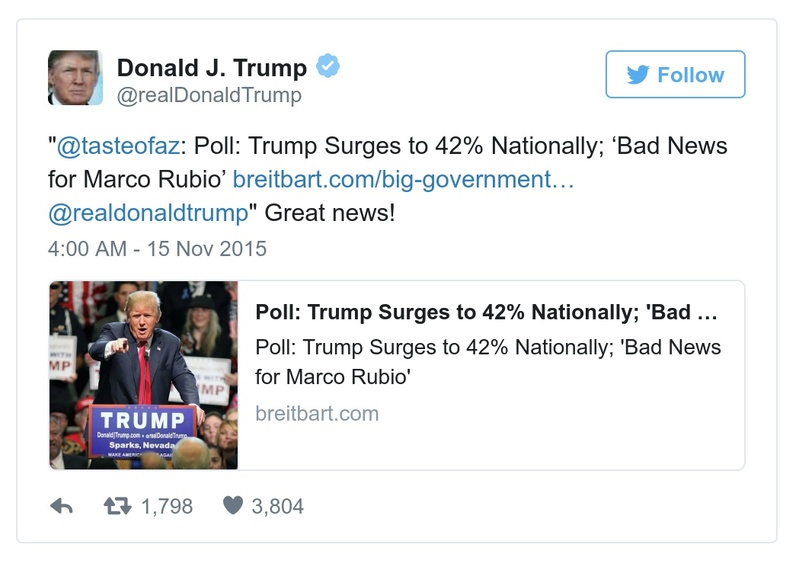 Donald J. Trump
@realDonaldTrump
Follow
"@tasteofaz: Poll: Trump Surges to 42% Nationally; ‘Bad News
for Marco Rubio’ breitbart.com/big-government…
@realdonaldtrump" Great news!
4:00 AM - 15 Nov 2015
Poll: Trump Surges to 42% Nationally; 'Bad ...
Poll: Trump Surges to 42% Nationally; 'Bad News
for Marco Rubio'
breitbart.com
WITH
MP
WITH
MP
TRUMP
DonaldJTrump.com • @realDonaldTrump
Sparks, Nevada
MAKE AMERICA
1,798
3,804